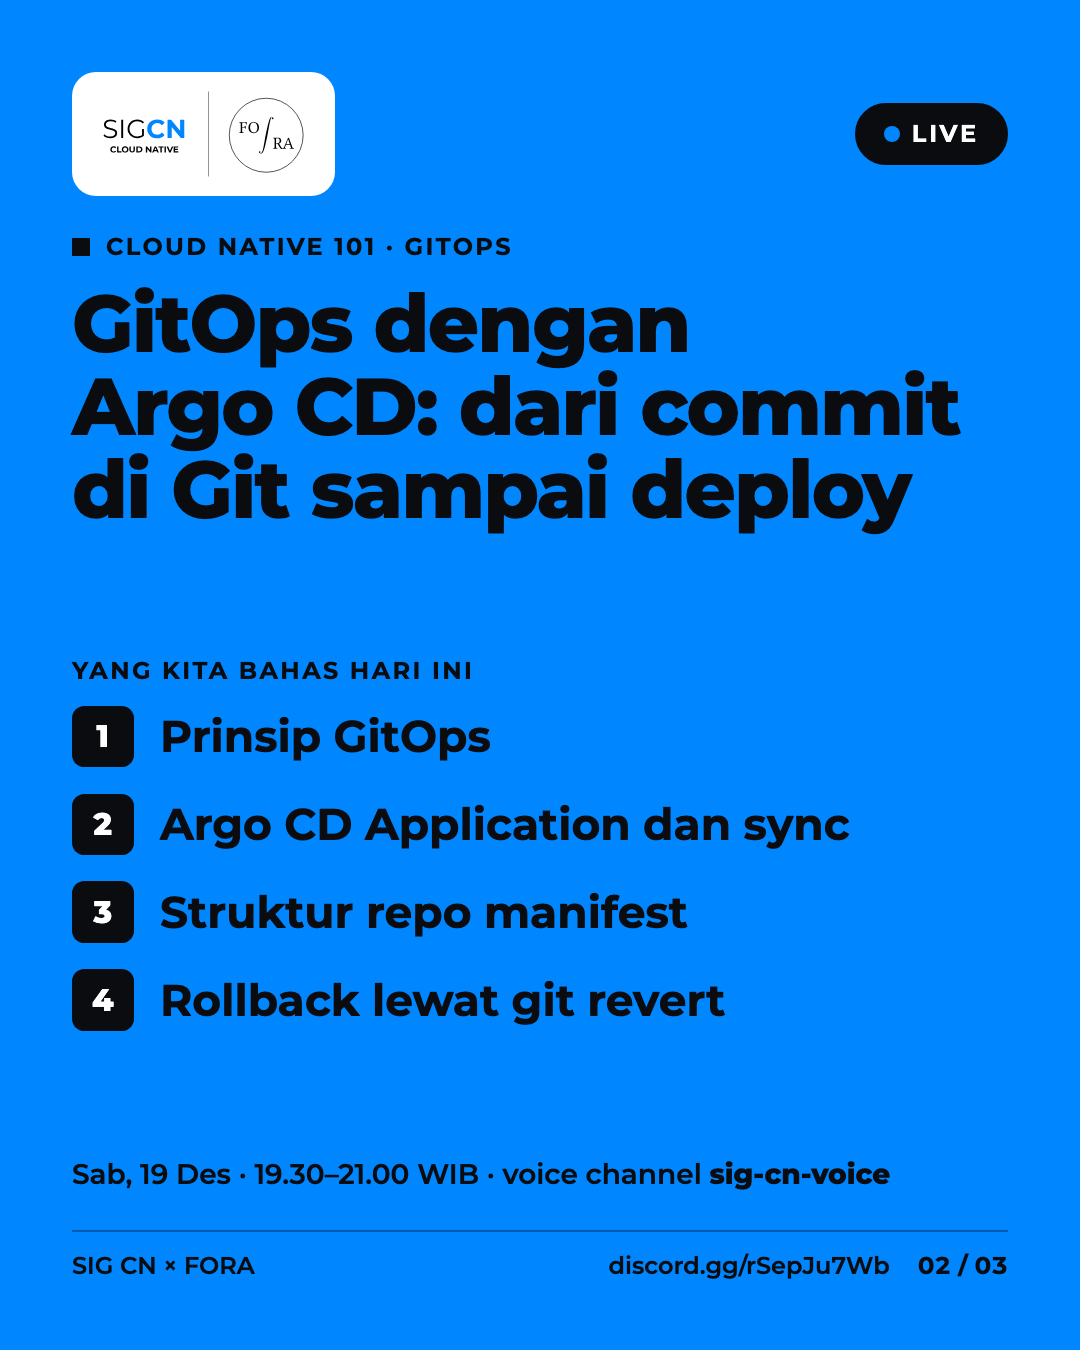 SIGCN
CLOUD NATIVE
FO
RA
LIVE
CLOUD NATIVE 101 · GITOPS
GitOps dengan
Argo CD: dari commit
di Git sampai deploy
YANG KITA BAHAS HARI INI
1 Prinsip GitOps
2 Argo CD Application dan sync
3 Struktur repo manifest
4 Rollback lewat git revert
Sab, 19 Des · 19.30–21.00 WIB · voice channel sig-cn-voice
SIG CN × FORA
discord.gg/rSepJu7Wb 02 / 03